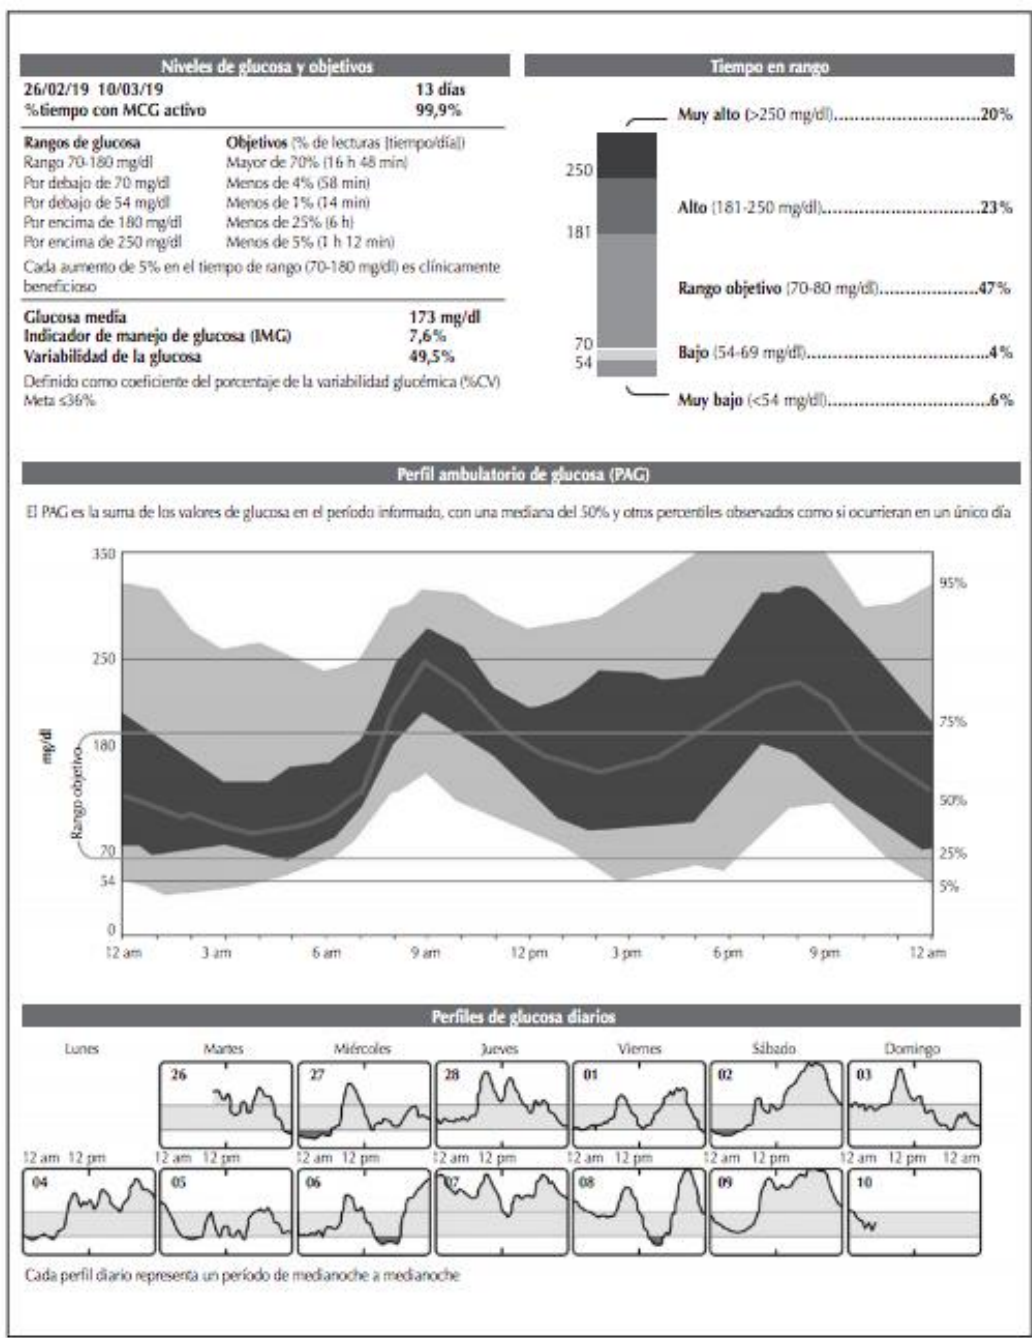 Niveles de glucosa y objetivos
26/02/19 10/03/19 13 días
%tiempo con MCG activo 99,9%
Rangos de glucosa Objetivos (% de lecturas [tiempo/día])
Rango 70-180 mg/dl Mayor de 70% (16 h 48 min)
Por debajo de 70 mg/dl Menos de 4% (58 min)
Por debajo de 54 mg/dl Menos de 1% (14 min)
Por encima de 180 mg/dl Menos de 25% (6 h)
Por encima de 250 mg/dl Menos de 5% (1 h 12 min)
Cada aumento de 5% en el tiempo de rango (70-180 mg/dl) es clínicamente
beneficioso
Glucosa media 173 mg/dl
Indicador de manejo de glucosa (IMG) 7,6%
Variabilidad de la glucosa 49,5%
Definido como coeficiente del porcentaje de la variabilidad glucémica (%CV)
Meta ≤36%
Tiempo en rango
250
181
70
54
Muy alto (>250 mg/dl)............................20%
Alto (181-250 mg/dl)..............................23%
Rango objetivo (70-80 mg/dl)...................47%
Bajo (54-69 mg/dl)..................................4%
Muy bajo (<54 mg/dl)..............................6%
Perfil ambulatorio de glucosa (PAG)
El PAG es la suma de los valores de glucosa en el período informado, con una mediana del 50% y otros percentiles observados como si ocurrieran en un único día
mg/dl
Rango objetivo
350
250
180
70
54
0
95%
75%
50%
25%
5%
12 am 3 am 6 am 9 am 12 pm 3 pm 6 pm 9 pm 12 am
Perfiles de glucosa diarios
Lunes Martes Miércoles Jueves Viernes Sábado Domingo
26 27 28 01 02 03
12 am 12 pm 12 am 12 pm 12 am 12 pm 12 am 12 pm 12 am 12 pm 12 am 12 pm 12 am 12 pm 12 am
04 05 06 07 08 09 10
Cada perfil diario representa un período de medianoche a medianoche